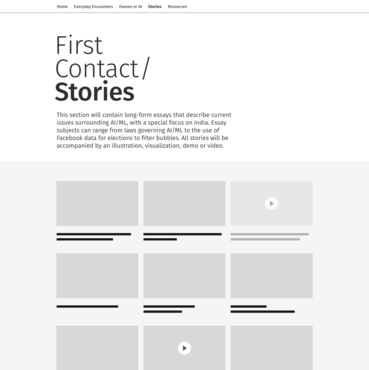 Home Everyday Encounters Human or AI Stories Resources
First
Contact/
Stories
This section will contain long-form essays that describe current
issues surrounding AI/ML, with a special focus on India. Essay
subjects can range from laws governing AI/ML to the use of
Facebook data for elections to filter bubbles. All stories will be
accompanied by an illustration, visualization, demo or video.